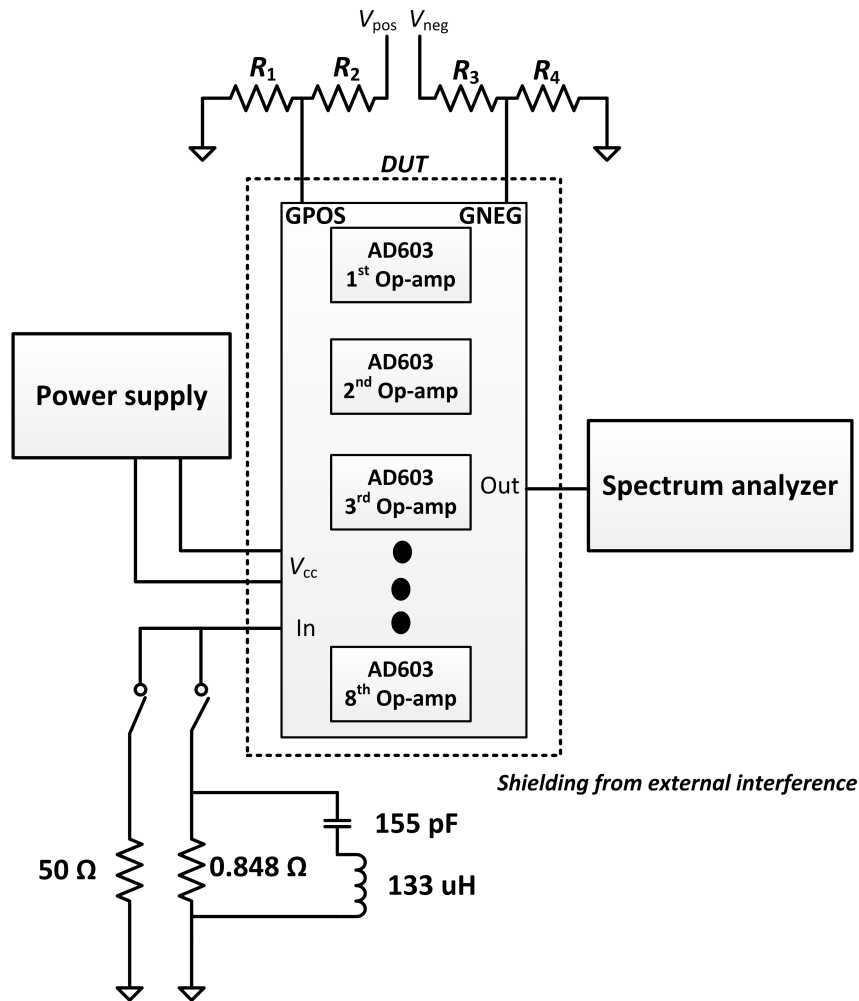 Vpos Vneg
R1 R2 R3 R4
DUT
GPOS GNEG
AD603
1st Op-amp
AD603
2nd Op-amp
Power supply
AD603
3rd Op-amp
Out
Spectrum analyzer
Vcc
In
AD603
8th Op-amp
Shielding from external interference
155 pF
50 Ω
0.848 Ω
133 uH